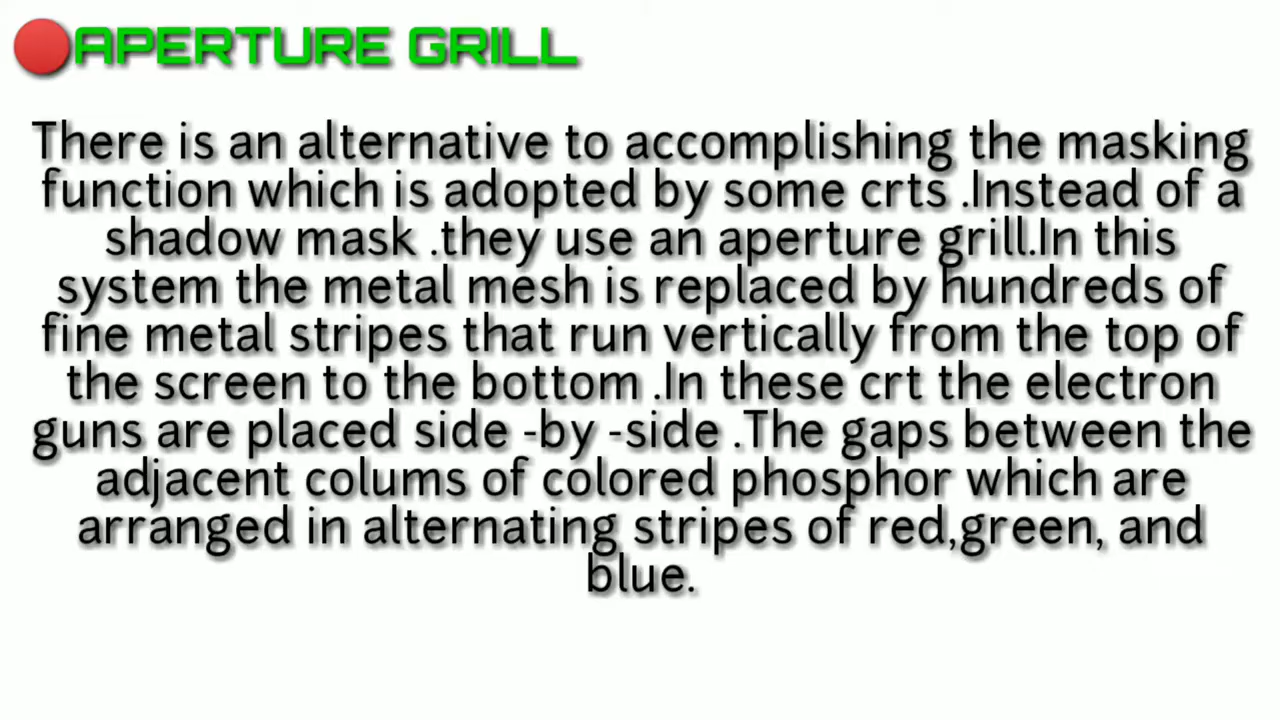 APERTURE GRILL
There is an alternative to accomplishing the masking
function which is adopted by some crts .Instead of a
shadow mask .they use an aperture grill.In this
system the metal mesh is replaced by hundreds of
fine metal stripes that run vertically from the top of
the screen to the bottom .In these crt the electron
guns are placed side -by -side .The gaps between the
adjacent colums of colored phosphor which are
arranged in alternating stripes of red,green, and
blue.